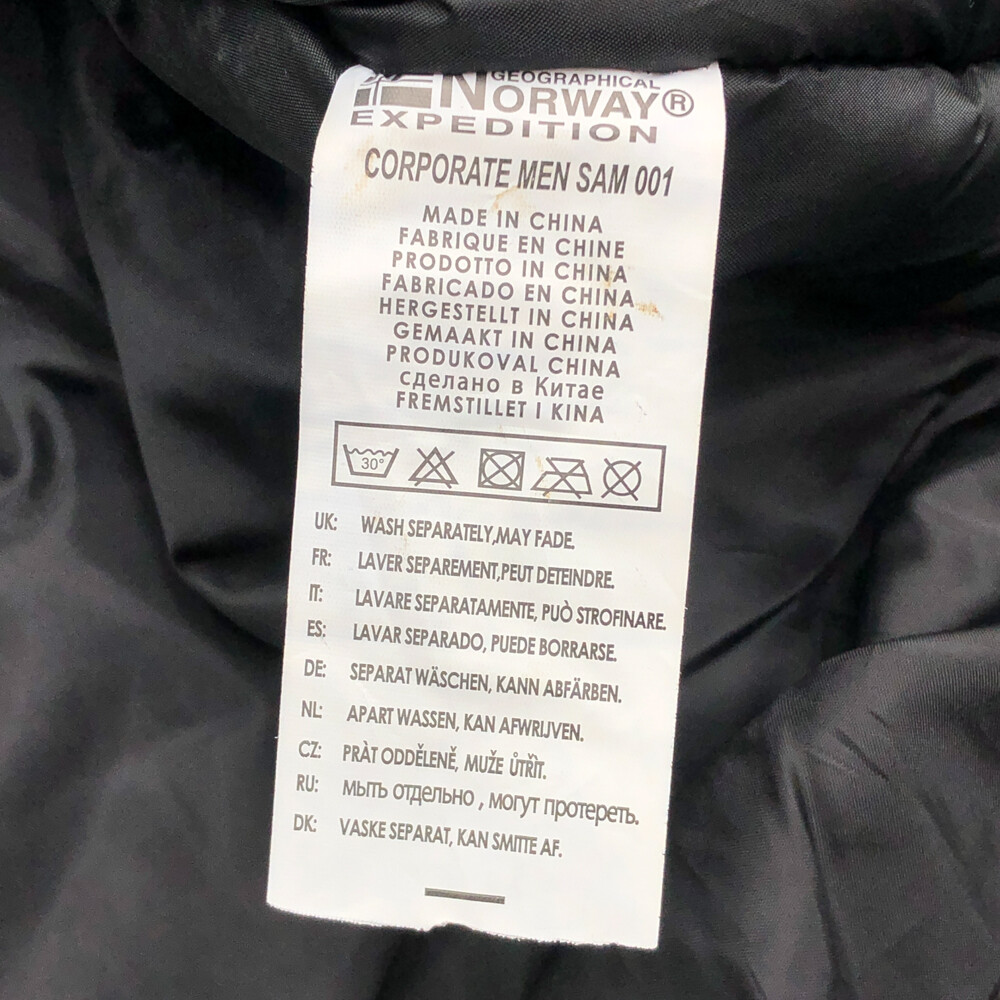 GEOGRAPHICAL
NORWAY®
EXPEDITION
CORPORATE MEN SAM 001
MADE IN CHINA
FABRIQUE EN CHINE
PRODOTTO IN CHINA
FABRICADO EN CHINA
HERGESTELLT IN CHINA
GEMAAKT IN CHINA
PRODUKOVAL CHINA
сделано в Китае
FREMSTILLET I KINA
30°
UK: WASH SEPARATELY,MAY FADE.
FR: LAVER SEPAREMENT,PEUT DETEINDRE.
IT: LAVARE SEPARATAMENTE, PUÒ STROFINARE.
ES: LAVAR SEPARADO, PUEDE BORRARSE.
DE: SEPARAT WÄSCHEN, KANN ABFÄRBEN.
NL: APART WASSEN, KAN AFWRIJVEN.
CZ: PRÀT ODDĚLENĚ, MUŽE ŮTŘÌT.
RU: мыть отдельно , могут протереть.
DK: VASKE SEPARAT, KAN SMITTE AF.